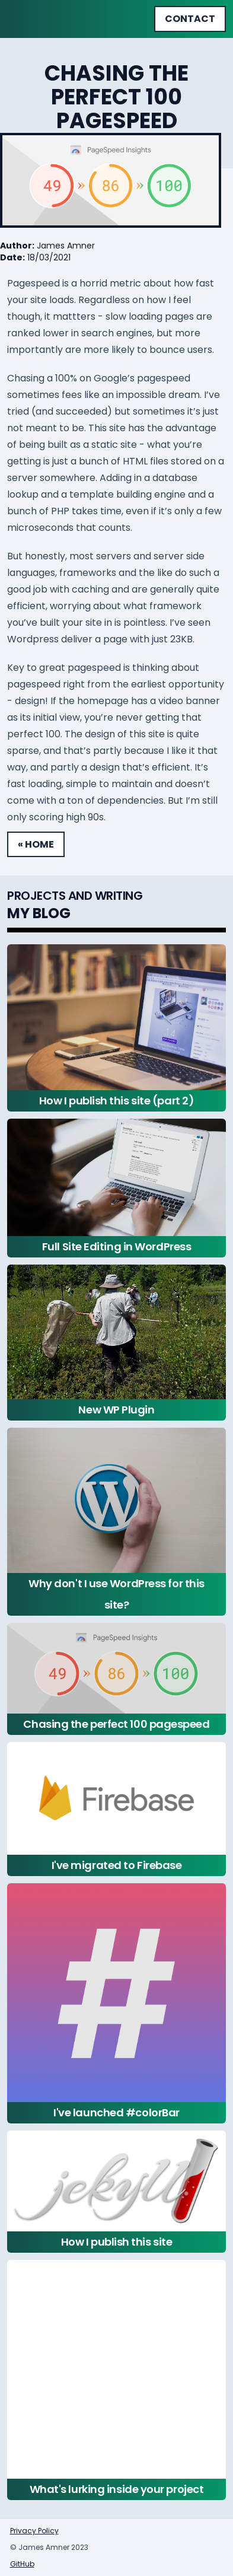 CONTACT
CHASING THE
PERFECT 100
PAGESPEED
PageSpeed Insights
49 » 86 » 100
Author: James Amner
Date: 18/03/2021
Pagespeed is a horrid metric about how fast
your site loads. Regardless on how I feel
though, it mattters - slow loading pages are
ranked lower in search engines, but more
importantly are more likely to bounce users.
Chasing a 100% on Google's pagespeed
sometimes fees like an impossible dream. I've
tried (and succeeded) but sometimes it's just
not meant to be. This site has the advantage
of being built as a static site - what you're
getting is just a bunch of HTML files stored on a
server somewhere. Adding in a database
lookup and a template building engine and a
bunch of PHP takes time, even if it's only a few
microseconds that counts.
But honestly, most servers and server side
languages, frameworks and the like do such a
good job with caching and are generally quite
efficient, worrying about what framework
you've built your site in is pointless. I've seen
Wordpress deliver a page with just 23KB.
Key to great pagespeed is thinking about
pagespeed right from the earliest opportunity
- design! If the homepage has a video banner
as its initial view, you're never getting that
perfect 100. The design of this site is quite
sparse, and that's partly because I like it that
way, and partly a design that's efficient. It's
fast loading, simple to maintain and doesn't
come with a ton of dependencies. But I'm still
only scoring high 90s.
« HOME
PROJECTS AND WRITING
MY BLOG
How I publish this site (part 2)
Full Site Editing in WordPress
New WP Plugin
Why don't I use WordPress for this
site?
PageSpeed Insights
49 » 86 » 100
Chasing the perfect 100 pagespeed
Firebase
I've migrated to Firebase
#
I've launched #colorBar
jekyll
How I publish this site
What's lurking inside your project
Privacy Policy
© James Amner 2023
GitHub